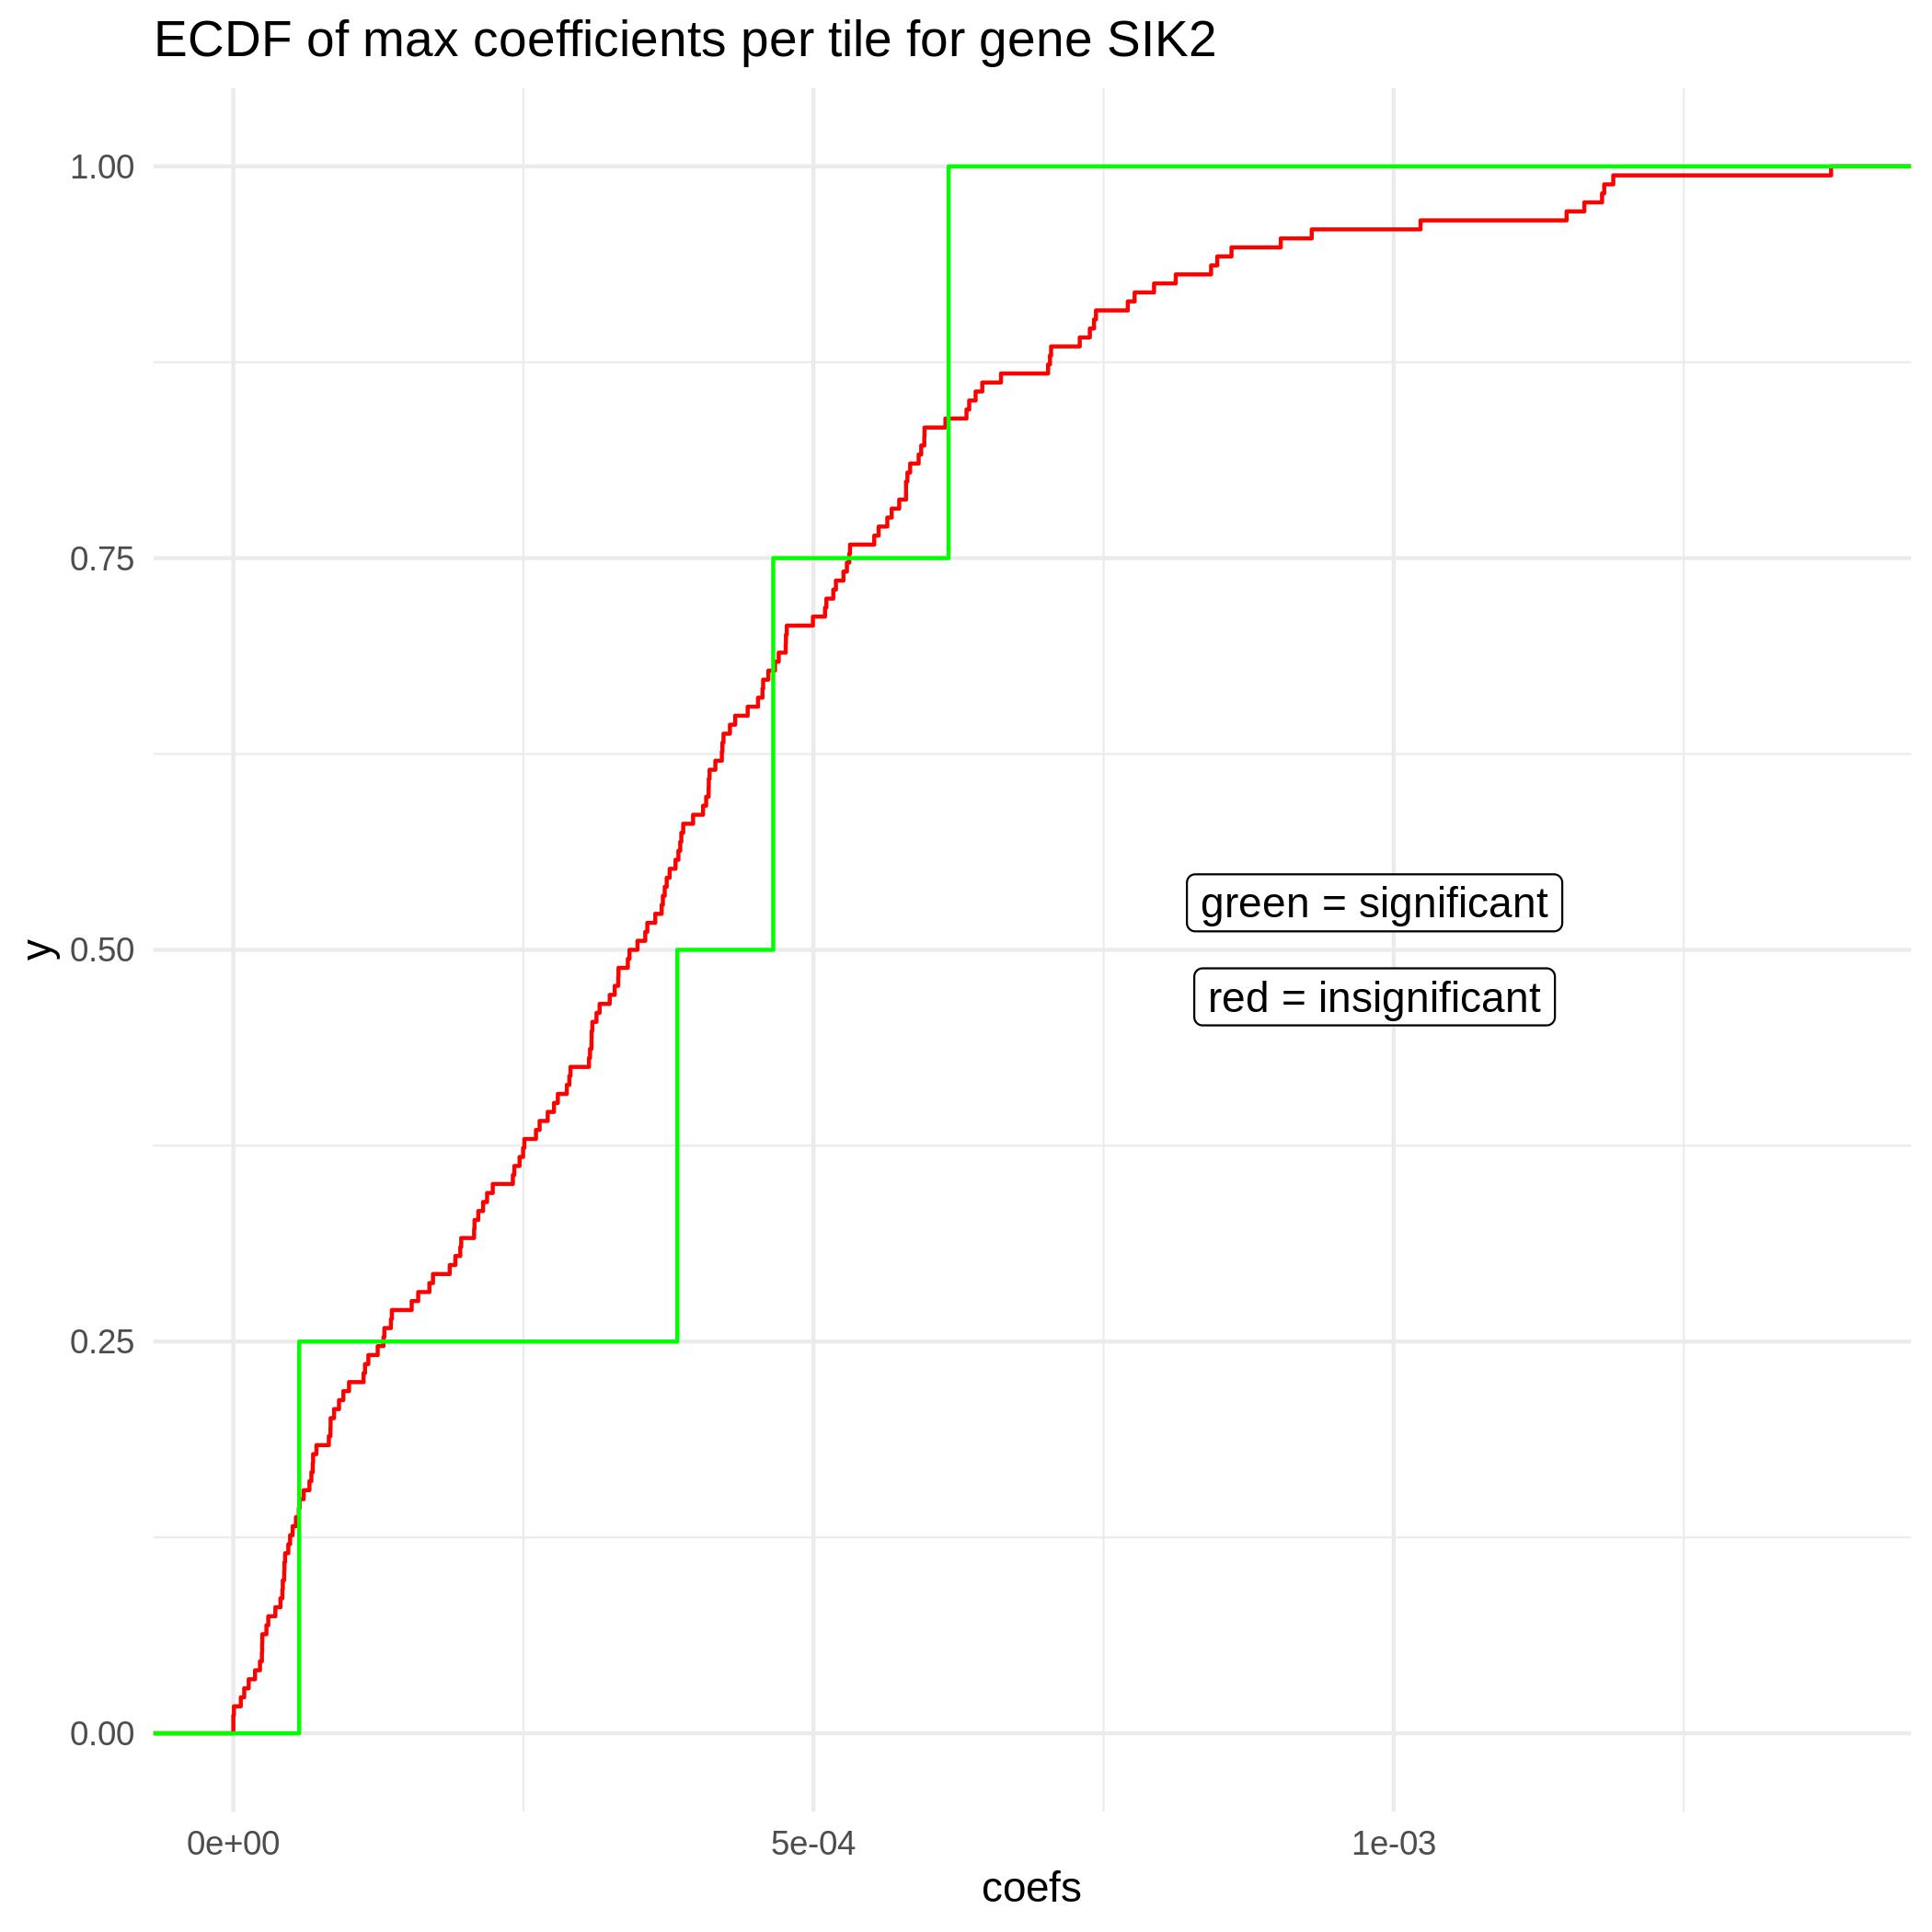 ECDF of max coefficients per tile for gene SIK2
1.00
0.75
green = significant
y
0.50
red = insignificant
0.25
0.00
0e+00
5e-04
1e-03
coefs